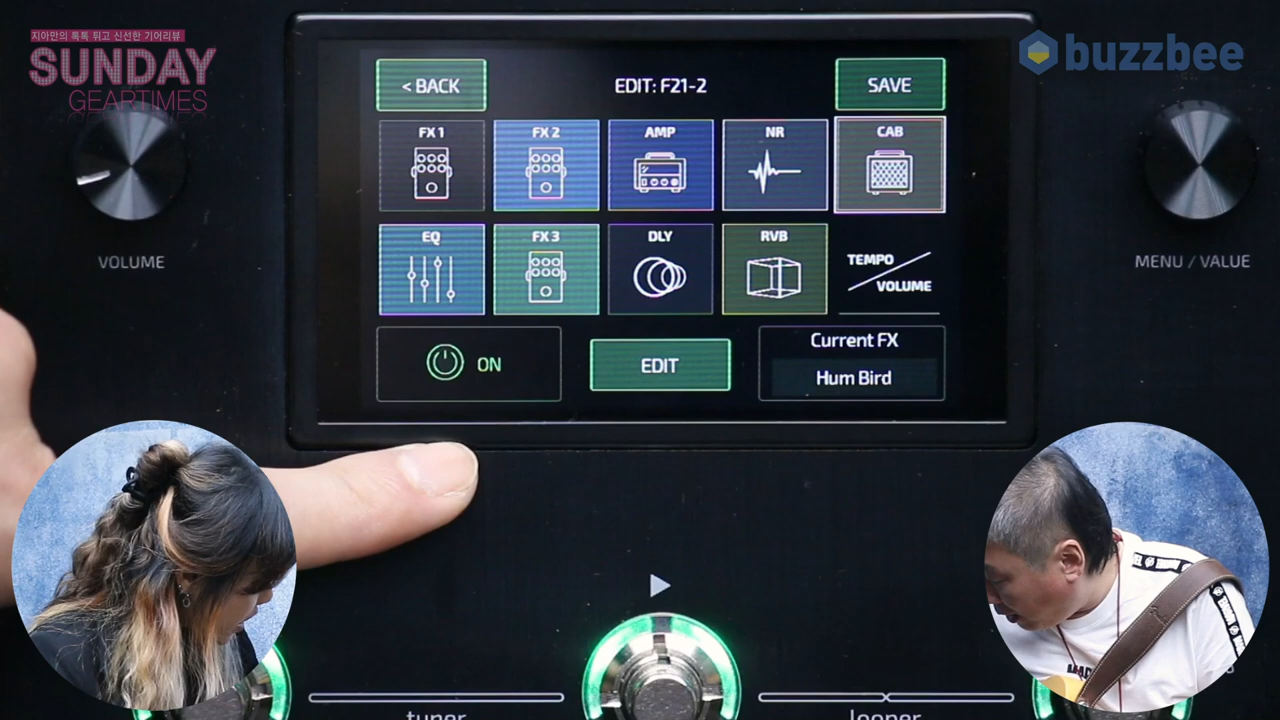 지아만의 톡톡 튀고 신선한 기어리뷰
SUNDAY
GEARTIMES
buzzbee
< BACK
EDIT: F21-2
SAVE
FX 1
FX 2
AMP
NR
CAB
EQ
FX 3
DLY
RVB
TEMPO
VOLUME
ON
EDIT
Current FX
Hum Bird
VOLUME
MENU / VALUE
tuner
looper